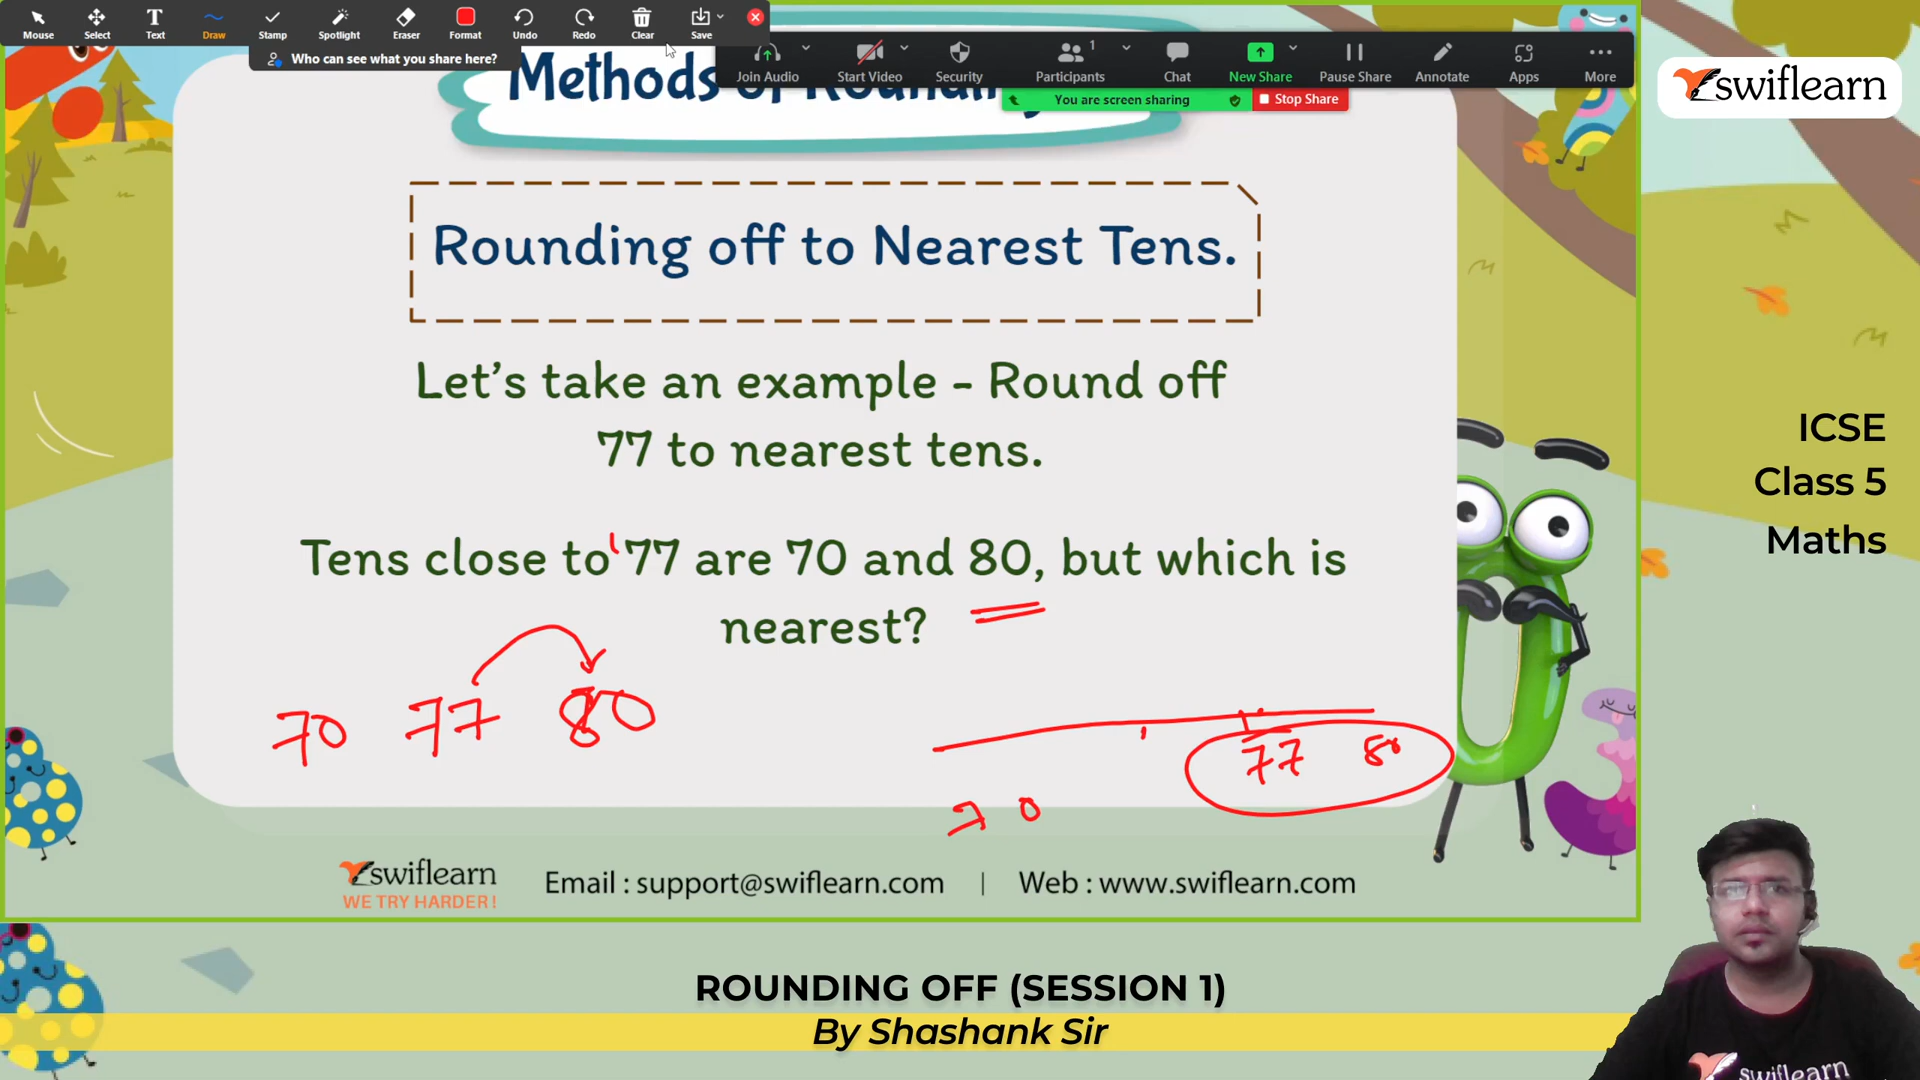 Mouse Select Text Draw Stamp Spotlight Eraser Format Undo Redo Clear Save
Who can see what you share here?
Join Audio Start Video Security Participants 1 Chat New Share Pause Share Annotate Apps More
You are screen sharing Stop Share
Methods of
swiflearn
Rounding off to Nearest Tens.
Let's take an example - Round off
77 to nearest tens.
Tens close to 77 are 70 and 80, but which is
nearest?
70 77 80
77 80
70
ICSE
Class 5
Maths
swiflearn
WE TRY HARDER!
Email : support@swiflearn.com | Web : www.swiflearn.com
ROUNDING OFF (SESSION 1)
By Shashank Sir
swiflearn